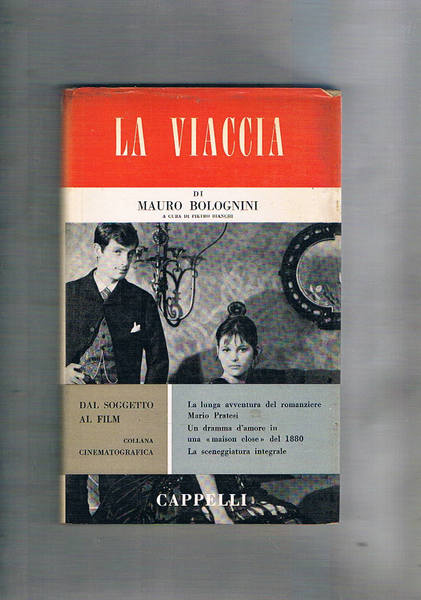 LA VIACCIA
DI
MAURO BOLOGNINI
A CURA DI PIETRO BIANCHI
DAL SOGGETTO
AL FILM
COLLANA
CINEMATOGRAFICA
La lunga avventura del romanziere
Mario Pratesi
Un dramma d'amore in
una «maison close» del 1880
La sceneggiatura integrale
CAPPELLI